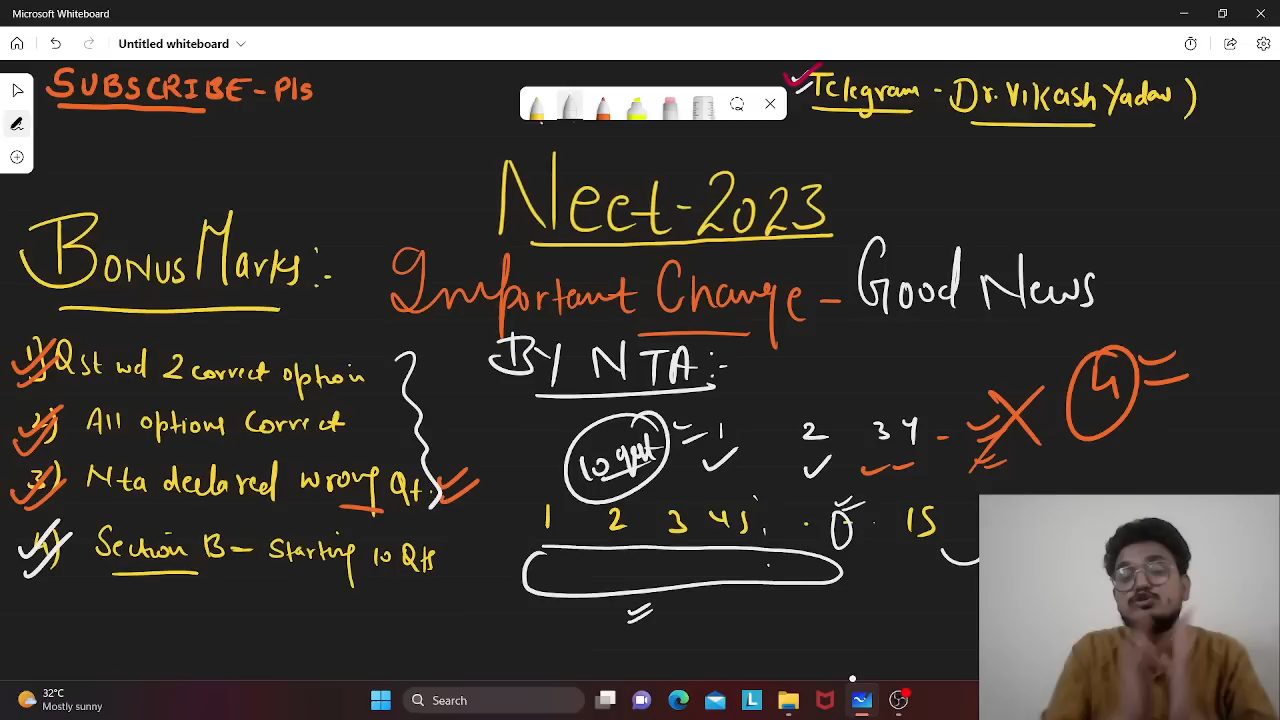 Microsoft Whiteboard
Untitled whiteboard
SUBSCRIBE - Pls
Telegram - Dr. Vikash Yadav )
Neet - 2023
Bonus Marks :-
Important Change - Good News
BY NTA :-
1) Qst wd 2 correct option
2) All options Correct
3) Nta declared wrong Qt.
4) Section B - Starting 10 Qts
10 qst = 1 2 3 4 -
4
1 2 3 4 5 15
32°C
Mostly sunny
Search